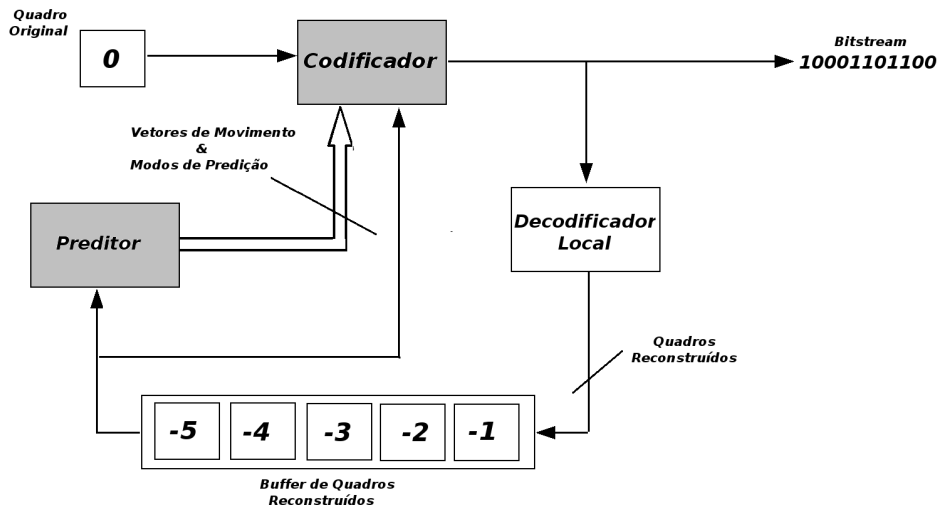 Quadro
Original
0
Codificador
Bitstream
10001101100
Vetores de Movimento
&
Modos de Predição
Preditor
Decodificador
Local
Quadros
Reconstruídos
-5
-4
-3
-2
-1
Buffer de Quadros
Reconstruídos